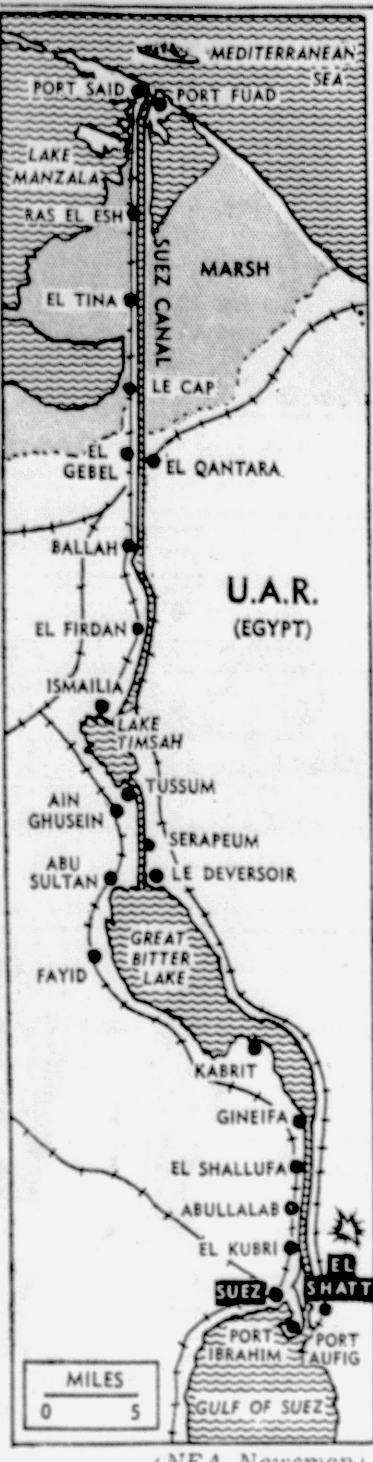 MEDITERRANEAN
SEA
PORT SAID
PORT FUAD
LAKE
MANZALA
RAS EL ESH
SUEZ CANAL
MARSH
EL TINA
LE CAP
EL
GEBEL
EL QANTARA
BALLAH
U.A.R.
(EGYPT)
EL FIRDAN
ISMAILIA
LAKE
TIMSAH
TUSSUM
AIN
GHUSEIN
SERAPEUM
ABU
SULTAN
LE DEVERSOIR
GREAT
BITTER
LAKE
FAYID
KABRIT
GINEIFA
EL SHALLUFA
ABULLALAB
EL KUBRI
EL
SHATT
SUEZ
PORT
IBRAHIM
PORT
TAUFIG
MILES
0 5
GULF OF SUEZ
(NEA Newsmap)